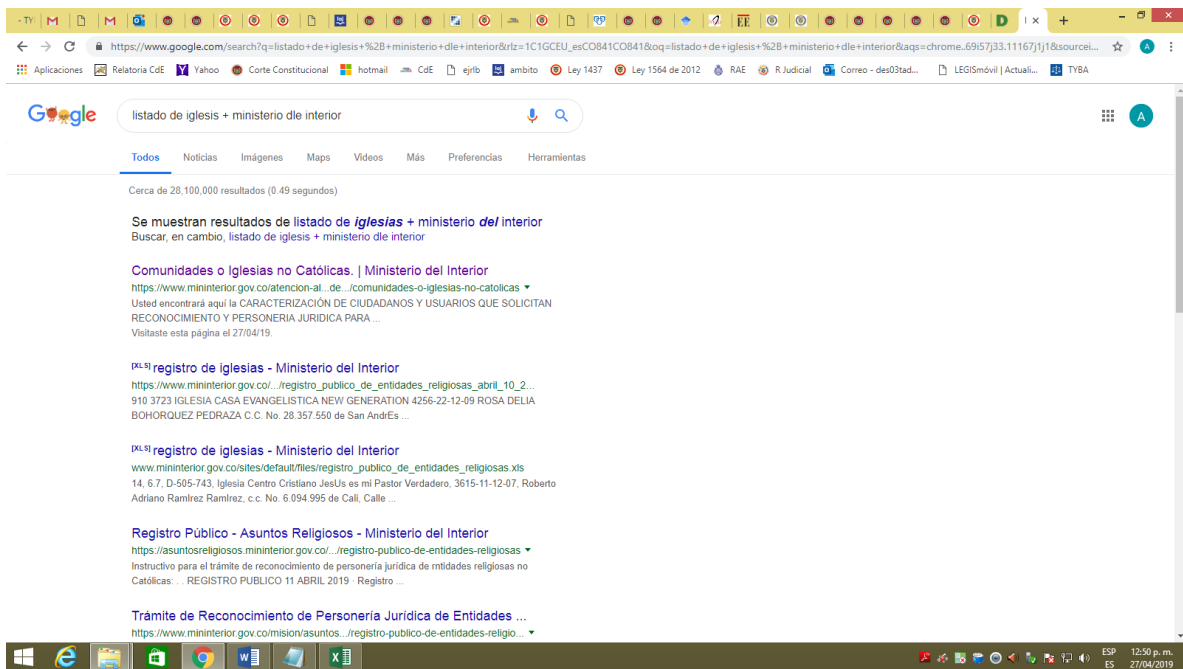 - TY
https://www.google.com/search?q=listado+de+iglesis+%2B+ministerio+dle+interior&rlz=1C1GCEU_esCO841CO841&oq=listado+de+iglesis+%2B+ministerio+dle+interior&aqs=chrome..69i57j33.11167j1j1&sourcei...
Aplicaciones Relatoria CdE Yahoo Corte Constitucional hotmail CdE ejrlb ambito Ley 1437 Ley 1564 de 2012 RAE R Judicial Correo - des03tad... LEGISmóvil | Actuali... TYBA
Google listado de iglesis + ministerio dle interior A
Todos Noticias Imágenes Maps Videos Más Preferencias Herramientas
Cerca de 28,100,000 resultados (0.49 segundos)
Se muestran resultados de listado de iglesias + ministerio del interior
Buscar, en cambio, listado de iglesis + ministerio dle interior
Comunidades o Iglesias no Católicas. | Ministerio del Interior
https://www.mininterior.gov.co/atencion-al...de.../comunidades-o-iglesias-no-catolicas
Usted encontrará aquí la CARACTERIZACIÓN DE CIUDADANOS Y USUARIOS QUE SOLICITAN
RECONOCIMIENTO Y PERSONERIA JURIDICA PARA ...
Visitaste esta página el 27/04/19.
[XLS] registro de iglesias - Ministerio del Interior
https://www.mininterior.gov.co/.../registro_publico_de_entidades_religiosas_abril_10_2...
910 3723 IGLESIA CASA EVANGELISTICA NEW GENERATION 4256-22-12-09 ROSA DELIA
BOHORQUEZ PEDRAZA C.C. No. 28.357.550 de San AndrEs ...
[XLS] registro de iglesias - Ministerio del Interior
www.mininterior.gov.co/sites/default/files/registro_publico_de_entidades_religiosas.xls
14, 6.7, D-505-743, Iglesia Centro Cristiano JesUs es mi Pastor Verdadero, 3615-11-12-07, Roberto
Adriano RamIrez RamIrez, c.c. No. 6.094.995 de Cali, Calle ...
Registro Público - Asuntos Religiosos - Ministerio del Interior
https://asuntosreligiosos.mininterior.gov.co/.../registro-publico-de-entidades-religiosas
Instructivo para el trámite de reconocimiento de personería jurídica de rntidades religiosas no
Católicas: . . REGISTRO PUBLICO 11 ABRIL 2019 · Registro ...
Trámite de Reconocimiento de Personería Jurídica de Entidades ...
https://www.mininterior.gov.co/mision/asuntos.../registro-publico-de-entidades-religio...
ESP 12:50 p. m.
ES 27/04/2019